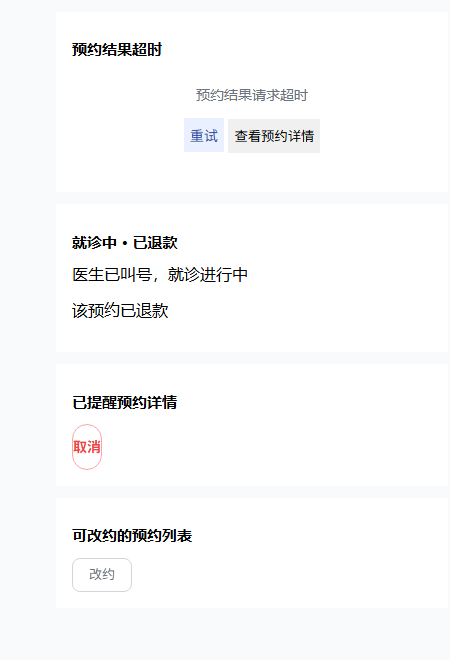 预约结果超时
预约结果请求超时
重试 查看预约详情
就诊中 · 已退款
医生已叫号，就诊进行中
该预约已退款
已提醒预约详情
取消
可改约的预约列表
改约